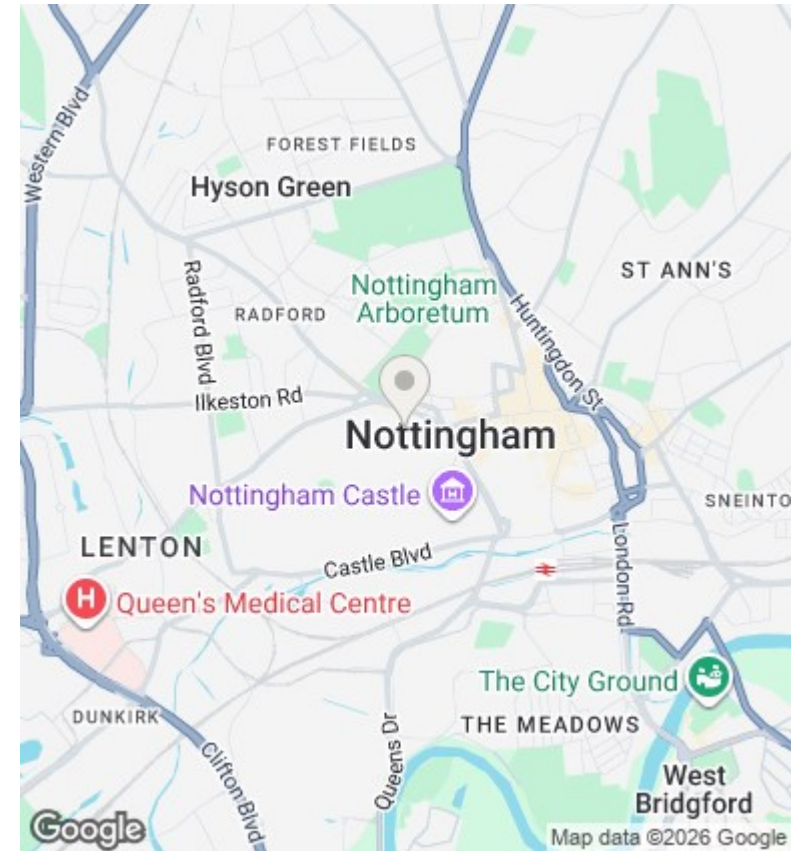 Western Blvd
FOREST FIELDS
Hyson Green
ST ANN'S
Nottingham
Arboretum
Huntingdon St
RADFORD
Radford Blvd
Ilkeston Rd
Nottingham
Nottingham Castle
SNEINTO
LENTON
Castle Blvd
London Rd
H
Queen's Medical Centre
The City Ground
DUNKIRK
THE MEADOWS
Queens Dr
Clifton Blvd
West
Bridgford
Google
Map data ©2026 Google